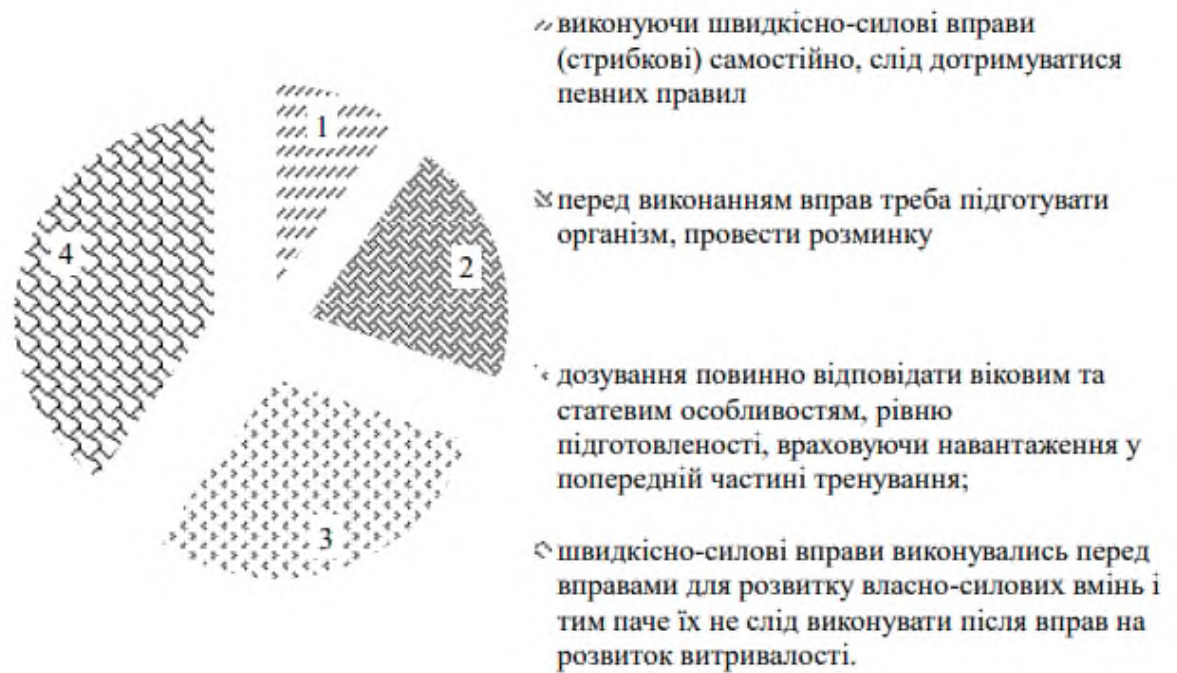 виконуючи швидкісно-силові вправи
(стрибкові) самостійно, слід дотримуватися
певних правил
перед виконанням вправ треба підготувати
організм, провести розминку
дозування повинно відповідати віковим та
статевим особливостям, рівню
підготовленості, враховуючи навантаження у
попередній частині тренування;
швидкісно-силові вправи виконувались перед
вправами для розвитку власно-силових вмінь і
тим паче їх не слід виконувати після вправ на
розвиток витривалості.
1
2
3
4